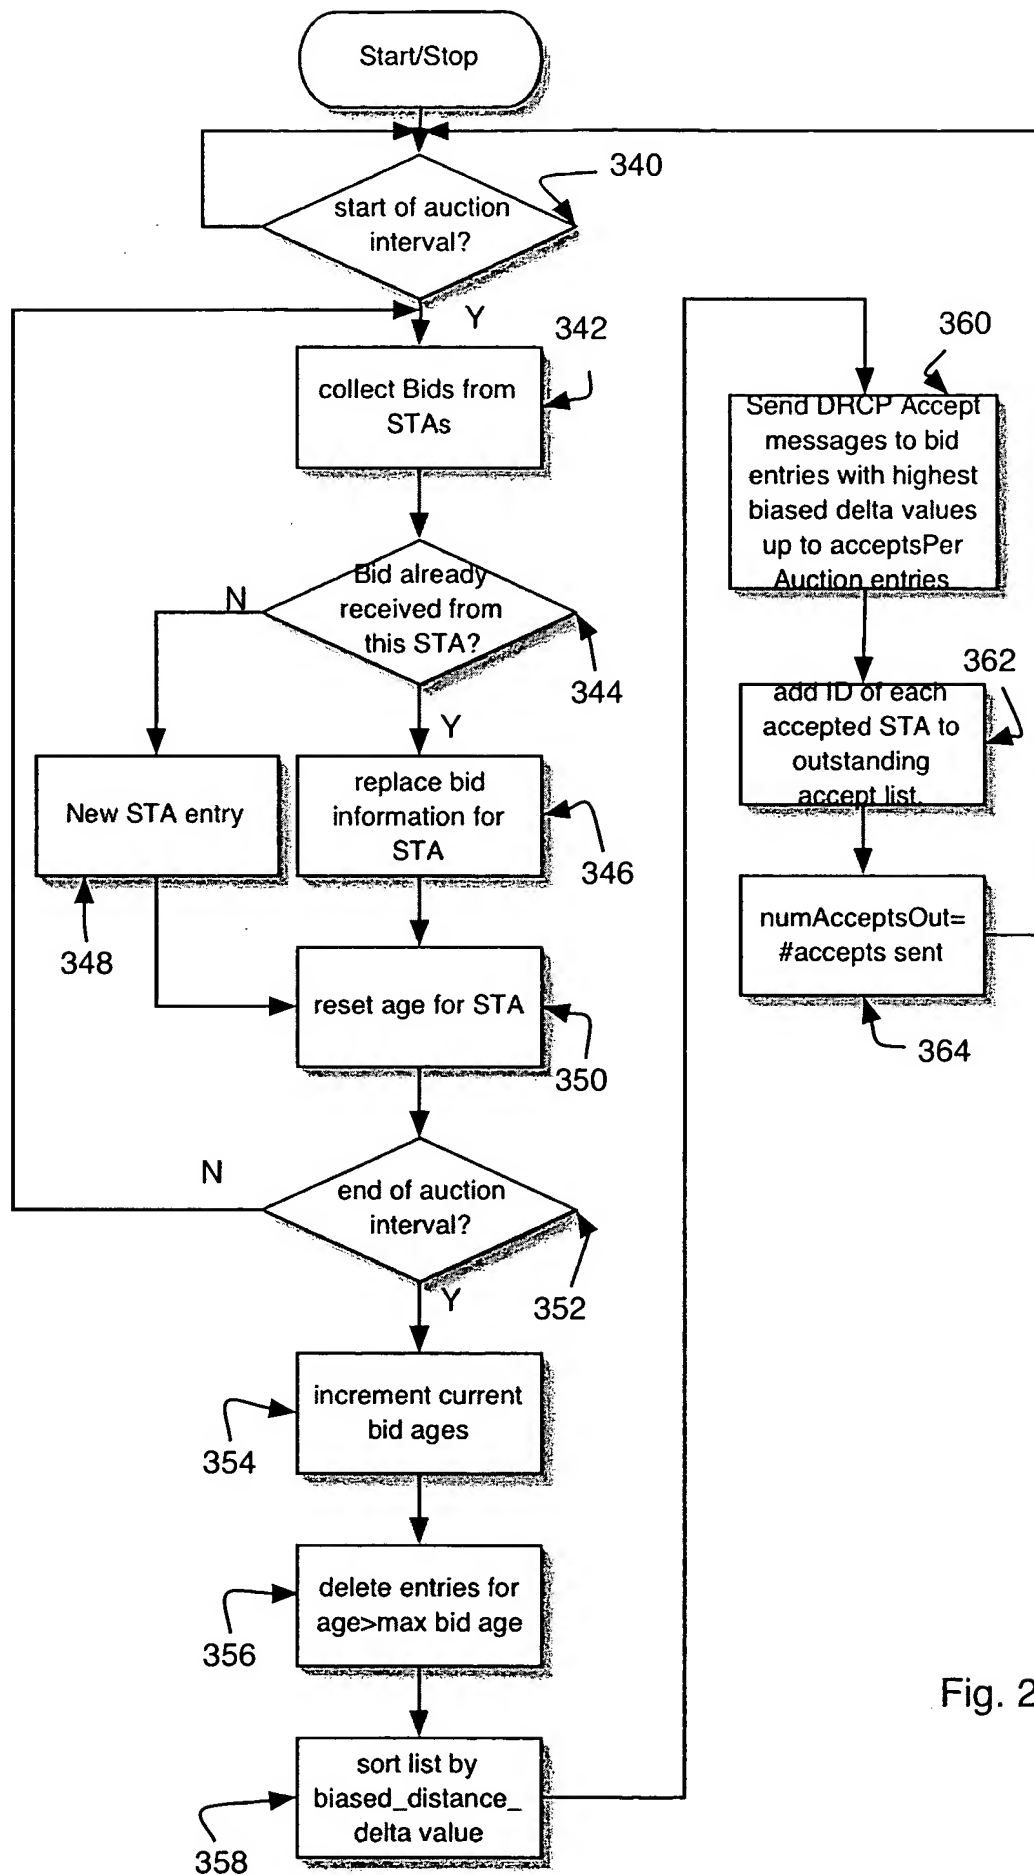 Start/Stop
340
start of auction
interval?
Y
342
collect Bids from
STAs
N
Bid already
received from
this STA?
344
Y
New STA entry
348
replace bid
information for
STA
346
reset age for STA
350
N
end of auction
interval?
352
Y
increment current
bid ages
354
delete entries for
age>max bid age
356
sort list by
biased_distance_
delta value
358
360
Send DRCP Accept
messages to bid
entries with highest
biased delta values
up to acceptsPer
Auction entries
362
add ID of each
accepted STA to
outstanding
accept list.
numAcceptsOut=
#accepts sent
364
Fig. 2